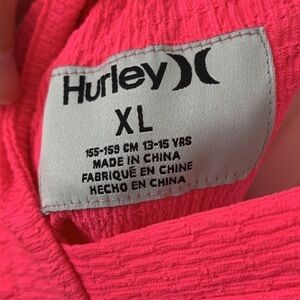 Hurley
XL
155-159 CM 13-15 YRS
MADE IN CHINA
FABRIQUÉ EN CHINE
HECHO EN CHINA